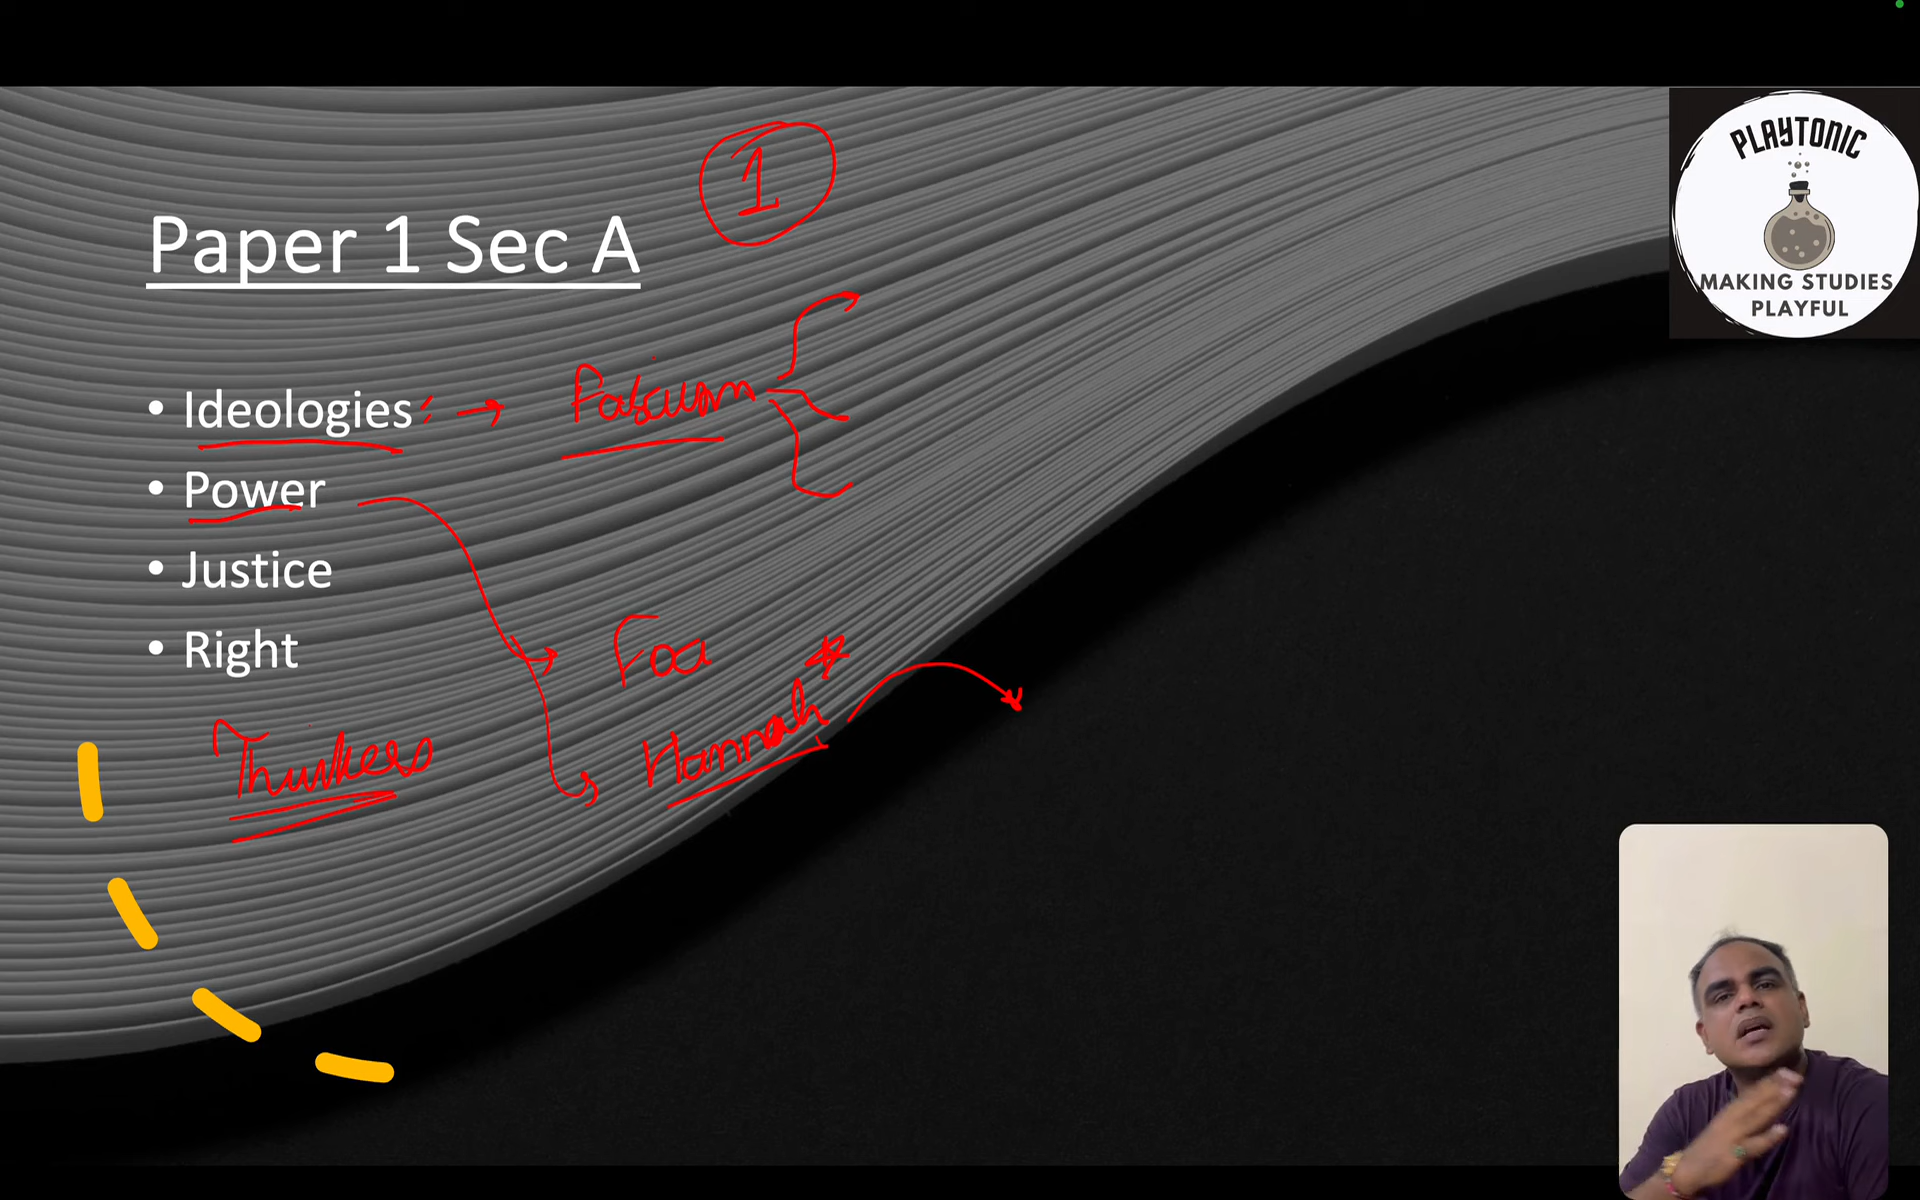 1
Paper 1 Sec A
PLAYTONIC
MAKING STUDIES
PLAYFUL
• Ideologies : → Fascism
• Power
• Justice
• Right
Foa
Hannah
Thinkers